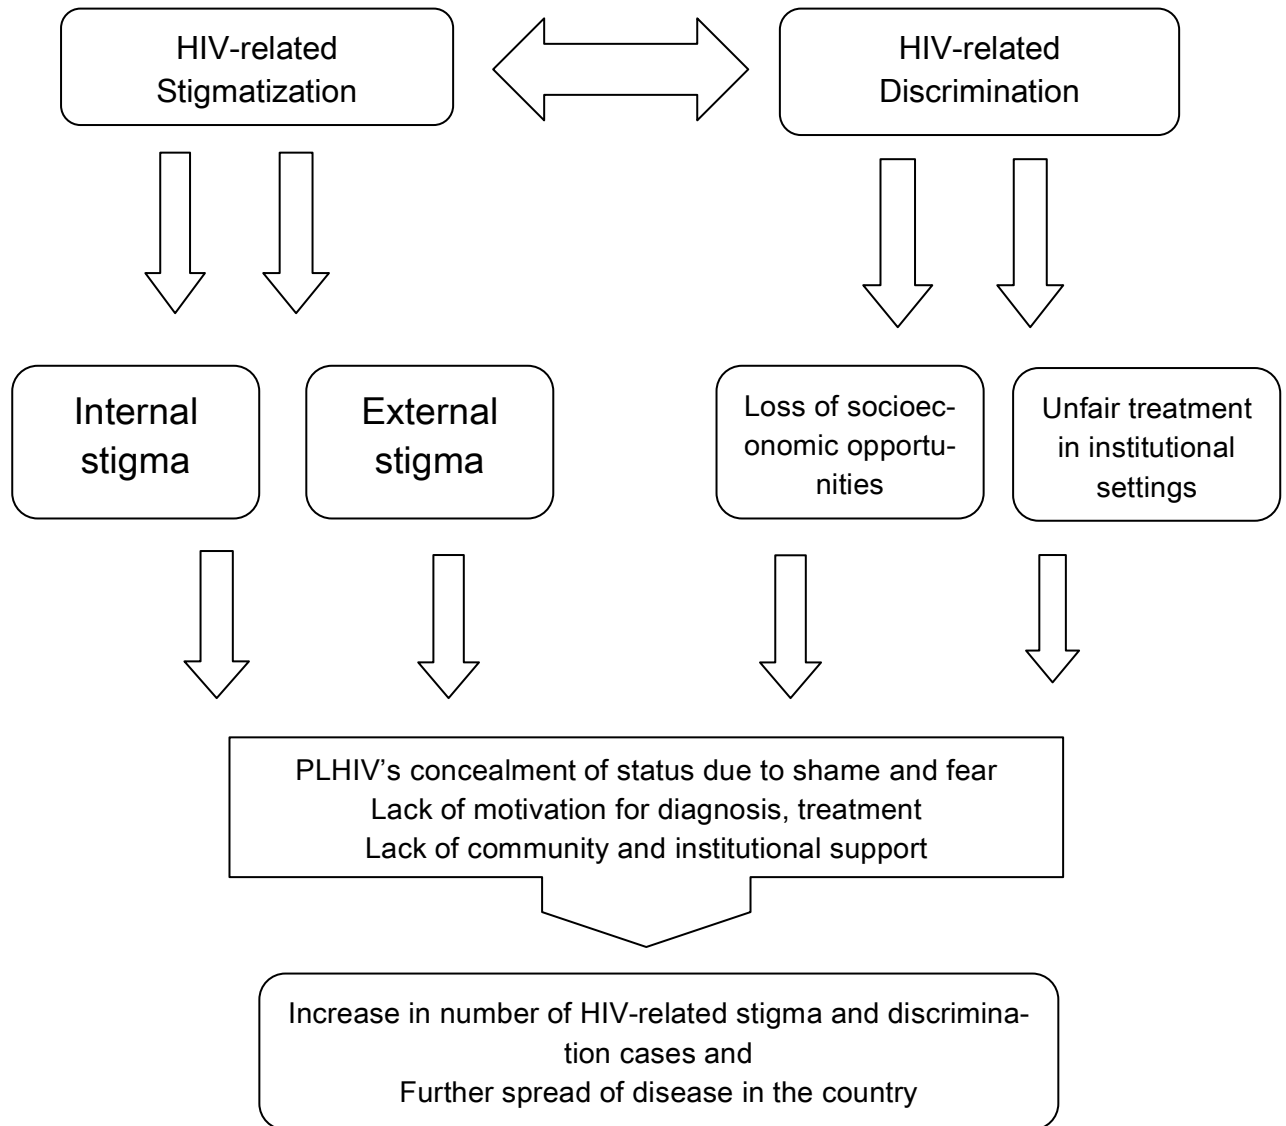 HIV-related
Stigmatization
HIV-related
Discrimination
Internal
stigma
External
stigma
Loss of socioec-
onomic opportu-
nities
Unfair treatment
in institutional
settings
PLHIV’s concealment of status due to shame and fear
Lack of motivation for diagnosis, treatment
Lack of community and institutional support
Increase in number of HIV-related stigma and discrimina-
tion cases and
Further spread of disease in the country